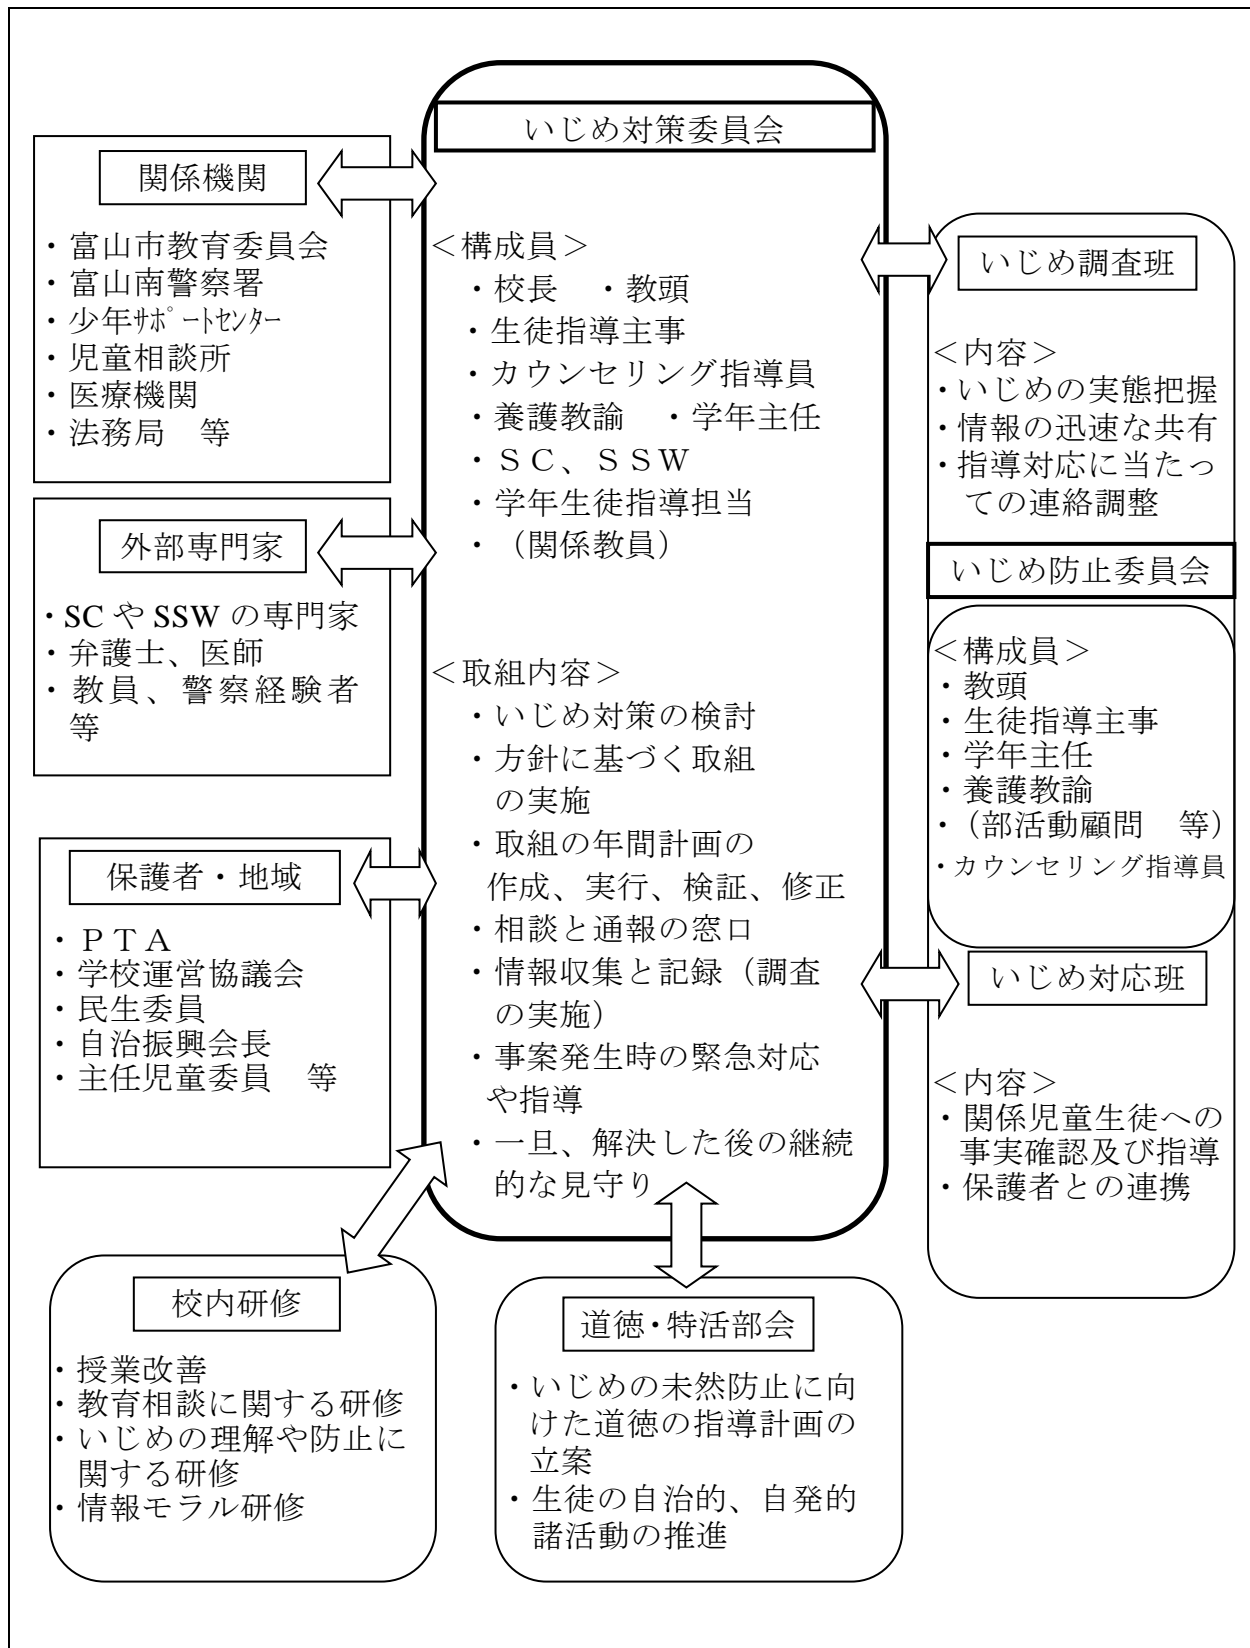 いじめ対策委員会
＜構成員＞
・校長　・教頭
・生徒指導主事
・カウンセリング指導員
・養護教諭　・学年主任
・ＳＣ、ＳＳＷ
・学年生徒指導担当
・（関係教員）
＜取組内容＞
・いじめ対策の検討
・方針に基づく取組
の実施
・取組の年間計画の
作成、実行、検証、修正
・相談と通報の窓口
・情報収集と記録（調査
の実施）
・事案発生時の緊急対応
や指導
・一旦、解決した後の継続
的な見守り
関係機関
・富山市教育委員会
・富山南警察署
・少年ｻﾎﾟｰﾄｾﾝﾀｰ
・児童相談所
・医療機関
・法務局　等
外部専門家
・SC や SSW の専門家
・弁護士、医師
・教員、警察経験者
等
保護者・地域
・ＰＴＡ
・学校運営協議会
・民生委員
・自治振興会長
・主任児童委員　等
いじめ調査班
＜内容＞
・いじめの実態把握
・情報の迅速な共有
・指導対応に当たっ
ての連絡調整
いじめ防止委員会
＜構成員＞
・教頭
・生徒指導主事
・学年主任
・養護教諭
・（部活動顧問　等）
・カウンセリング指導員
いじめ対応班
＜内容＞
・関係児童生徒への
事実確認及び指導
・保護者との連携
校内研修
・授業改善
・教育相談に関する研修
・いじめの理解や防止に
関する研修
・情報モラル研修
道徳・特活部会
・いじめの未然防止に向
けた道徳の指導計画の
立案
・生徒の自治的、自発的
諸活動の推進